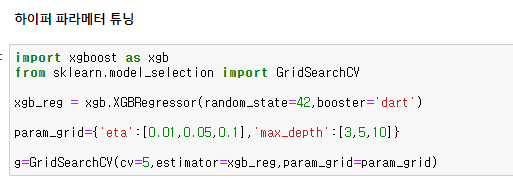 하이퍼 파라메터 튜닝
:
import xgboost as xgb
from sklearn.model_selection import GridSearchCV
xgb_reg = xgb.XGBRegressor(random_state=42,booster='dart')
param_grid={'eta':[0.01,0.05,0.1],'max_depth':[3,5,10]}
g=GridSearchCV(cv=5,estimator=xgb_reg,param_grid=param_grid)